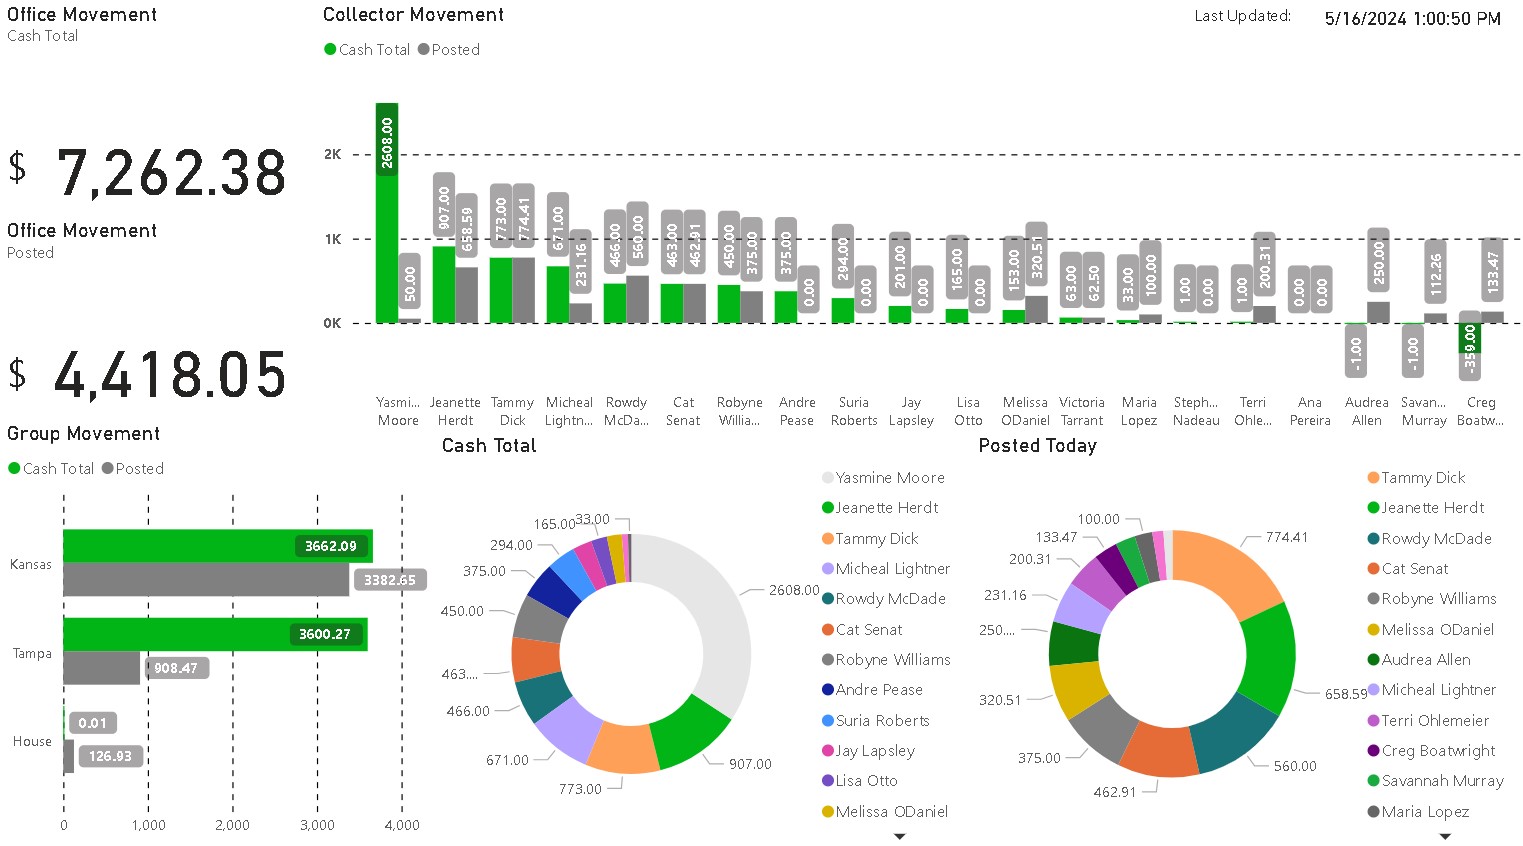 Office Movement
Cash Total
$ 7,262.38
Office Movement
Posted
$ 4,418.05
Collector Movement
Cash Total Posted
Last Updated: 5/16/2024 1:00:50 PM
2K
1K
0K
2608.00 50.00
907.00 658.59
773.00 774.41
671.00 231.16
466.00 560.00
463.00 462.91
450.00 375.00
375.00 0.00
294.00 0.00
201.00 0.00
165.00 0.00
153.00 320.51
63.00 62.50
33.00 100.00
1.00 0.00
1.00 200.31
0.00 0.00
-1.00 250.00
-1.00 112.26
-359.00 133.47
Yasmi... Moore
Jeanette Herdt
Tammy Dick
Micheal Lightn...
Rowdy McDa...
Cat Senat
Robyne Willia...
Andre Pease
Suria Roberts
Jay Lapsley
Lisa Otto
Melissa ODaniel
Victoria Tarrant
Maria Lopez
Steph... Nadeau
Terri Ohle...
Ana Pereira
Audrea Allen
Savan... Murray
Creg Boatw...
Group Movement
Cash Total Posted
Kansas
3662.09
3382.65
Tampa
3600.27
908.47
House
0.01
126.93
0 1,000 2,000 3,000 4,000
Cash Total
2608.00
907.00
773.00
671.00
466.00
463....
450.00
375.00
294.00
165.00
33.00
Yasmine Moore
Jeanette Herdt
Tammy Dick
Micheal Lightner
Rowdy McDade
Cat Senat
Robyne Williams
Andre Pease
Suria Roberts
Jay Lapsley
Lisa Otto
Melissa ODaniel
Posted Today
774.41
658.59
560.00
462.91
375.00
320.51
250....
231.16
200.31
133.47
100.00
Tammy Dick
Jeanette Herdt
Rowdy McDade
Cat Senat
Robyne Williams
Melissa ODaniel
Audrea Allen
Micheal Lightner
Terri Ohlemeier
Creg Boatwright
Savannah Murray
Maria Lopez